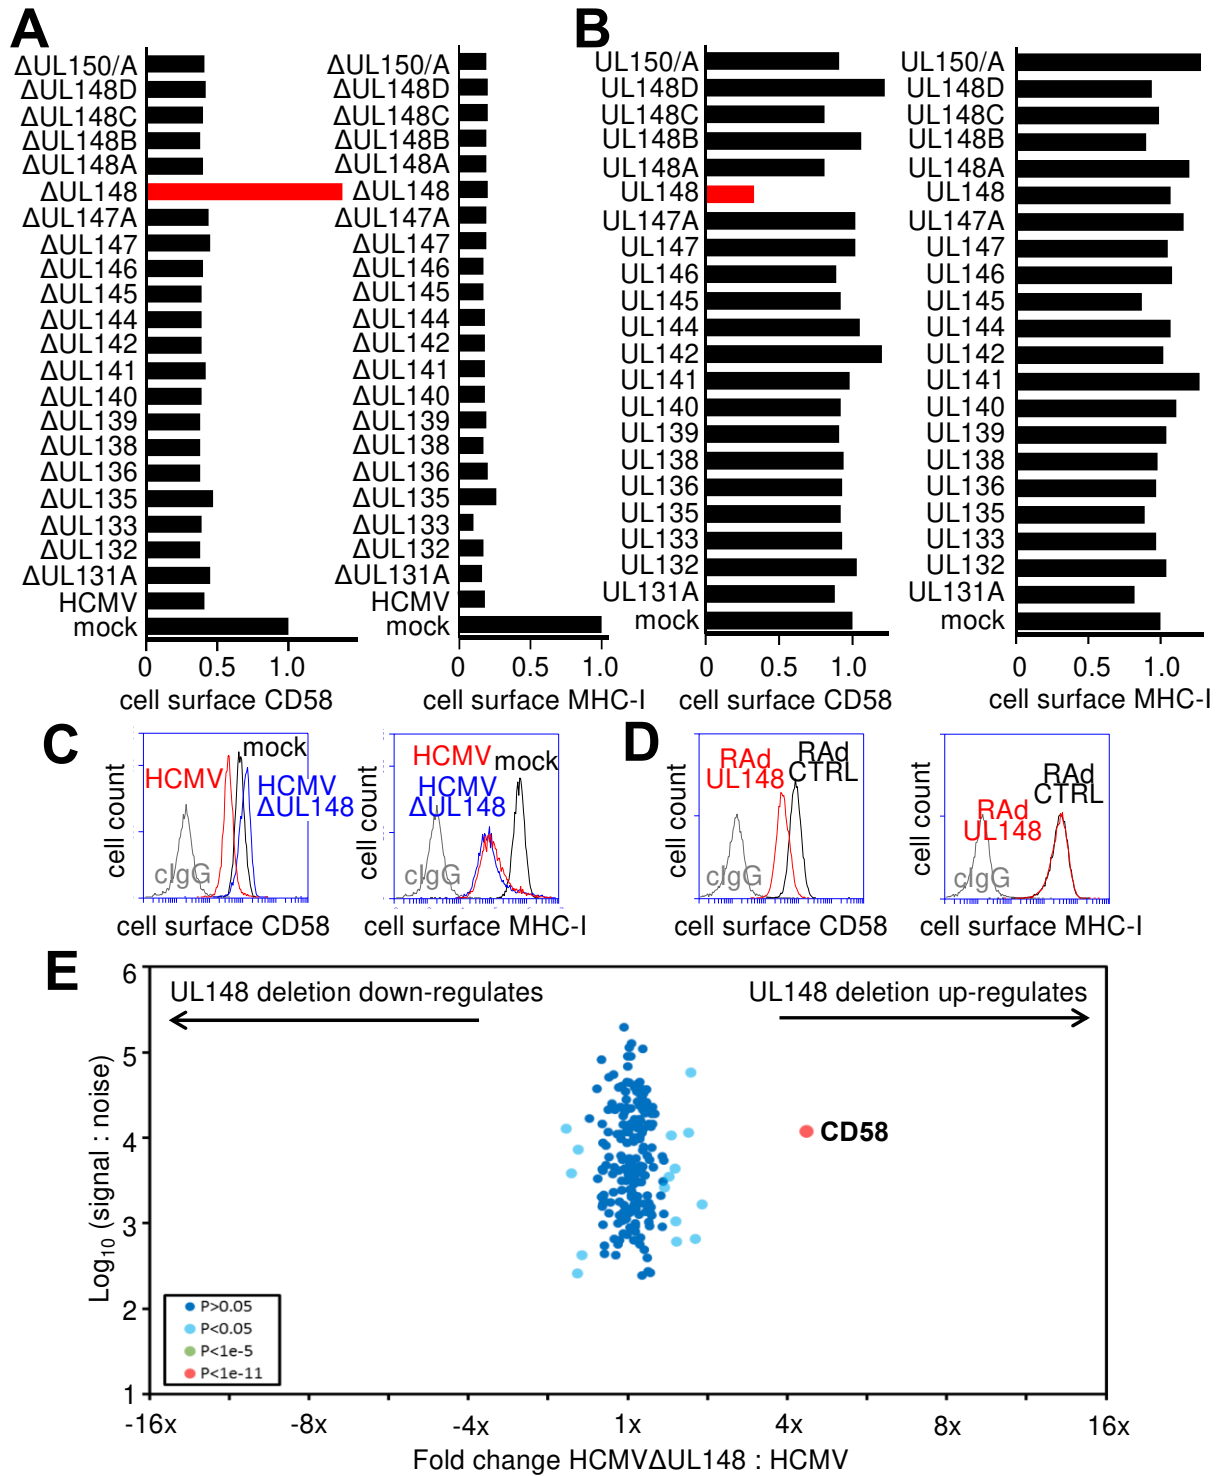 A
ΔUL150/A
ΔUL148D
ΔUL148C
ΔUL148B
ΔUL148A
ΔUL148
ΔUL147A
ΔUL147
ΔUL146
ΔUL145
ΔUL144
ΔUL142
ΔUL141
ΔUL140
ΔUL139
ΔUL138
ΔUL136
ΔUL135
ΔUL133
ΔUL132
ΔUL131A
HCMV
mock
0 0.5 1.0
cell surface CD58
ΔUL150/A
ΔUL148D
ΔUL148C
ΔUL148B
ΔUL148A
ΔUL148
ΔUL147A
ΔUL147
ΔUL146
ΔUL145
ΔUL144
ΔUL142
ΔUL141
ΔUL140
ΔUL139
ΔUL138
ΔUL136
ΔUL135
ΔUL133
ΔUL132
ΔUL131A
HCMV
mock
0 0.5 1.0
cell surface MHC-I
B
UL150/A
UL148D
UL148C
UL148B
UL148A
UL148
UL147A
UL147
UL146
UL145
UL144
UL142
UL141
UL140
UL139
UL138
UL136
UL135
UL133
UL132
UL131A
mock
0 0.5 1.0
cell surface CD58
UL150/A
UL148D
UL148C
UL148B
UL148A
UL148
UL147A
UL147
UL146
UL145
UL144
UL142
UL141
UL140
UL139
UL138
UL136
UL135
UL133
UL132
UL131A
mock
0 0.5 1.0
cell surface MHC-I
C
cell count
mock
HCMV
HCMV
ΔUL148
cIgG
cell surface CD58
cell count
HCMV
mock
HCMV
ΔUL148
cIgG
cell surface MHC-I
D
cell count
RAd
UL148
RAd
CTRL
cIgG
cell surface CD58
cell count
RAd
CTRL
RAd
UL148
cIgG
cell surface MHC-I
E
Log10 (signal : noise)
6
5
4
3
2
1
UL148 deletion down-regulates
UL148 deletion up-regulates
CD58
P>0.05
P<0.05
P<1e-5
P<1e-11
-16x -8x -4x 1x 4x 8x 16x
Fold change HCMVΔUL148 : HCMV